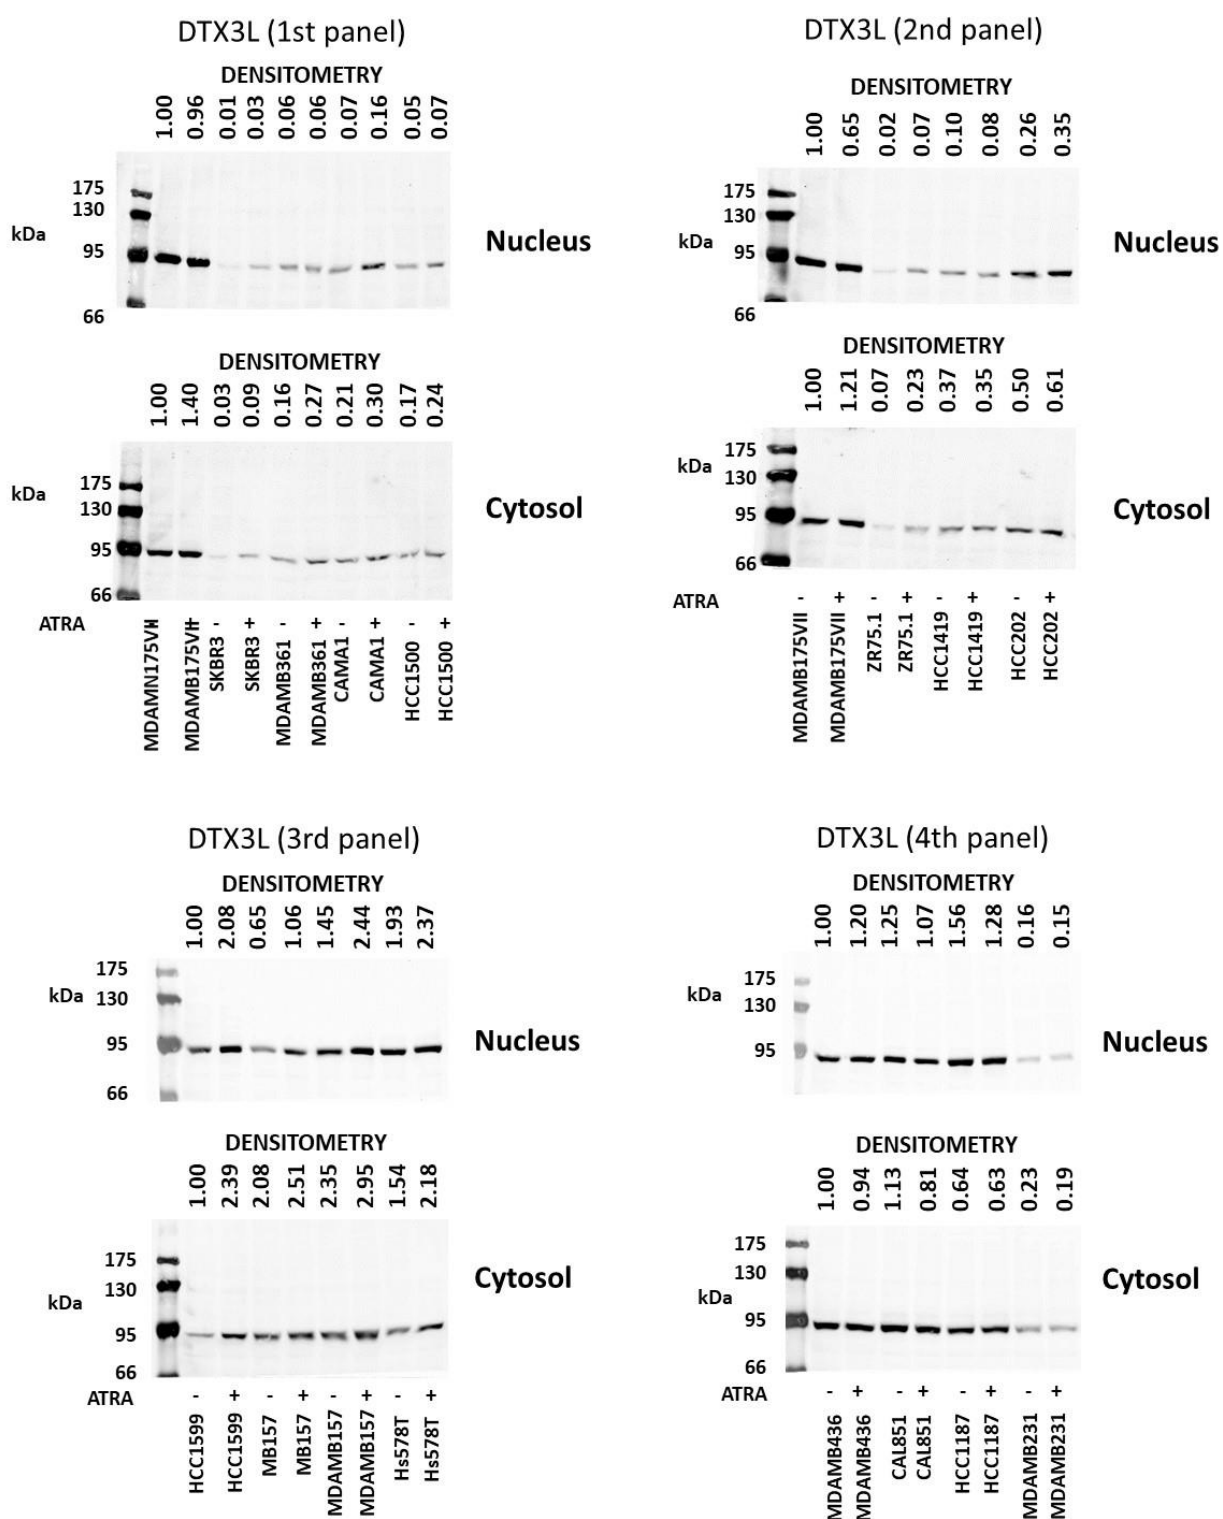 DTX3L (1st panel)
DENSITOMETRY
1.00 0.96 0.01 0.03 0.06 0.06 0.07 0.16 0.05 0.07
175
130
kDa
95
66
Nucleus
DENSITOMETRY
1.00 1.40 0.03 0.09 0.16 0.27 0.21 0.30 0.17 0.24
kDa
175
130
95
66
Cytosol
ATRA - + - + - + - + - +
MDAMN175VII MDAMB175VII SKBR3 SKBR3 MDAMB361 MDAMB361 CAMA1 CAMA1 HCC1500 HCC1500
DTX3L (2nd panel)
DENSITOMETRY
1.00 0.65 0.02 0.07 0.10 0.08 0.26 0.35
175
130
kDa
95
66
Nucleus
DENSITOMETRY
1.00 1.21 0.07 0.23 0.37 0.35 0.50 0.61
175
kDa
130
95
66
Cytosol
ATRA - + - + - + - +
MDAMB175VII MDAMB175VII ZR75.1 ZR75.1 HCC1419 HCC1419 HCC202 HCC202
DTX3L (3rd panel)
DENSITOMETRY
1.00 2.08 0.65 1.06 1.45 2.44 1.93 2.37
175
kDa
130
95
66
Nucleus
DENSITOMETRY
1.00 2.39 2.08 2.51 2.35 2.95 1.54 2.18
175
130
kDa
95
66
Cytosol
ATRA - + - + - + - +
HCC1599 HCC1599 MB157 MB157 MDAMB157 MDAMB157 Hs578T Hs578T
DTX3L (4th panel)
DENSITOMETRY
1.00 1.20 1.25 1.07 1.56 1.28 0.16 0.15
175
kDa
130
95
Nucleus
DENSITOMETRY
1.00 0.94 1.13 0.81 0.64 0.63 0.23 0.19
175
130
kDa
95
66
Cytosol
- + - + - + - +
MDAMB436 MDAMB436 CAL851 CAL851 HCC1187 HCC1187 MDAMB231 MDAMB231